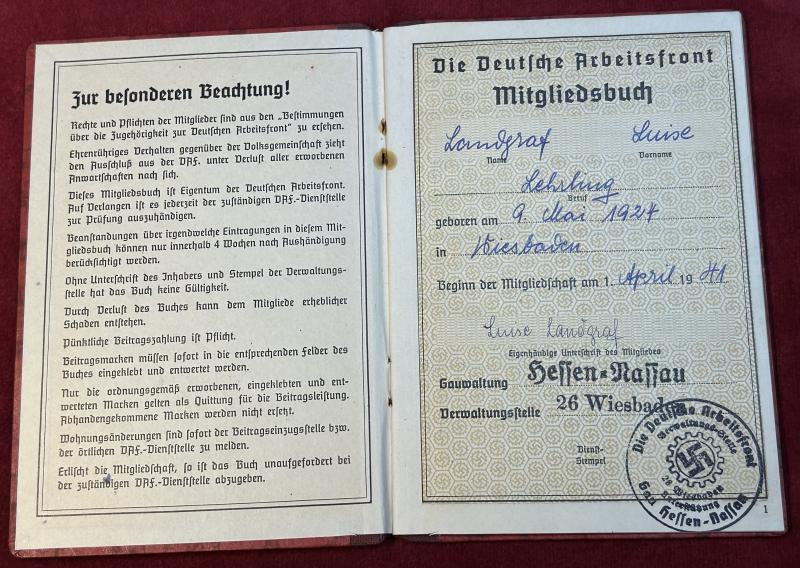 Zur besonderen Beachtung!
Rechte und Pflichten der Mitglieder sind aus den „Bestimmungen
über die Zugehörigkeit zur Deutschen Arbeitsfront“ zu ersehen.
Ehrenrühriges Verhalten gegenüber der Volksgemeinschaft zieht
den Ausschluß aus der DAF. unter Verlust aller erworbenen
Anwartschaften nach sich.
Dieses Mitgliedsbuch ist Eigentum der Deutschen Arbeitsfront.
Auf Verlangen ist es jederzeit der zuständigen DAF.-Dienststelle
zur Prüfung auszuhändigen.
Beanstandungen über irgendwelche Eintragungen in diesem Mit-
gliedsbuch können nur innerhalb 4 Wochen nach Aushändigung
berücksichtigt werden.
Ohne Unterschrift des Inhabers und Stempel der Verwaltungs-
stelle hat das Buch keine Gültigkeit.
Durch Verlust des Buches kann dem Mitgliede erheblicher
Schaden entstehen.
Pünktliche Beitragszahlung ist Pflicht.
Beitragsmarken müssen sofort in die entsprechenden Felder des
Buches eingeklebt und entwertet werden.
Nur die ordnungsgemäß erworbenen, eingeklebten und ent-
werteten Marken gelten als Quittung für die Beitragsleistung.
Abhandengekommene Marken werden nicht ersetzt.
Wohnungsänderungen sind sofort der Beitragseinzugsstelle bzw.
der örtlichen DAF.-Dienststelle zu melden.
Erlischt die Mitgliedschaft, so ist das Buch unaufgefordert bei
der zuständigen DAF.-Dienststelle abzugeben.
Die Deutsche Arbeitsfront
Mitgliedsbuch
Landgraf Luise
Name Vorname
Lehrling
Beruf
geboren am 9. Mai 1927
in Wiesbaden
Beginn der Mitgliedschaft am 1. April 1941
Luise Landgraf
Eigenhändige Unterschrift des Mitgliedes
Gauwaltung Hessen-Nassau
Verwaltungsstelle 26 Wiesbaden
Dienst-
Stempel
Die Deutsche Arbeitsfront
Verwaltungs-Stelle
26 Wiesbaden
Gau Hessen-Nassau
1